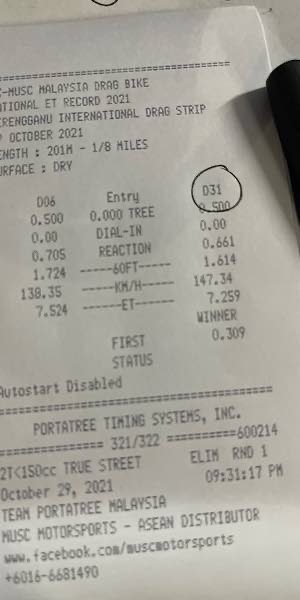 ==============================
-MUSC MALAYSIA DRAG BIKE
TIONAL ET RECORD 2021
RENGGANU INTERNATIONAL DRAG STRIP
OCTOBER 2021
ENGTH : 201M - 1/8 MILES
URFACE : DRY
D06 Entry D31
0.500 0.000 TREE 0.500
0.00 DIAL-IN 0.00
0.705 REACTION 0.661
1.724 -----60FT----- 1.614
138.35 ------KM/H----- 147.34
7.524 ------ET------ 7.259
WINNER
FIRST 0.309
STATUS
Autostart Disabled
==============================
PORTATREE TIMING SYSTEMS, INC.
============== 321/322 ==========600214
2T<150cc TRUE STREET ELIM RND 1
October 29, 2021 09:31:17 PM
TEAM PORTATREE MALAYSIA
MUSC MOTORSPORTS - ASEAN DISTRIBUTOR
www.facebook.com/muscmotorsports
+6016-6681490